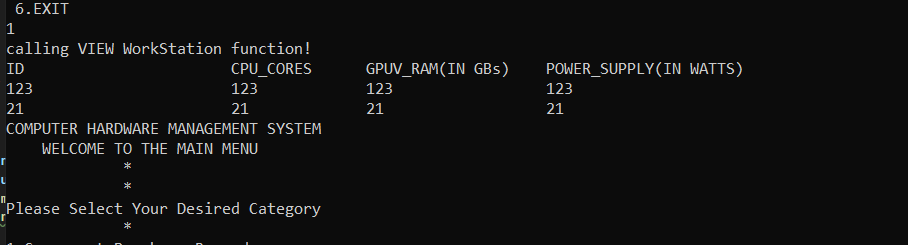 6.EXIT
1
calling VIEW WorkStation function!
ID CPU_CORES GPUV_RAM(IN GBs) POWER_SUPPLY(IN WATTS)
123 123 123 123
21 21 21 21
COMPUTER HARDWARE MANAGEMENT SYSTEM
WELCOME TO THE MAIN MENU
*
*
Please Select Your Desired Category
*